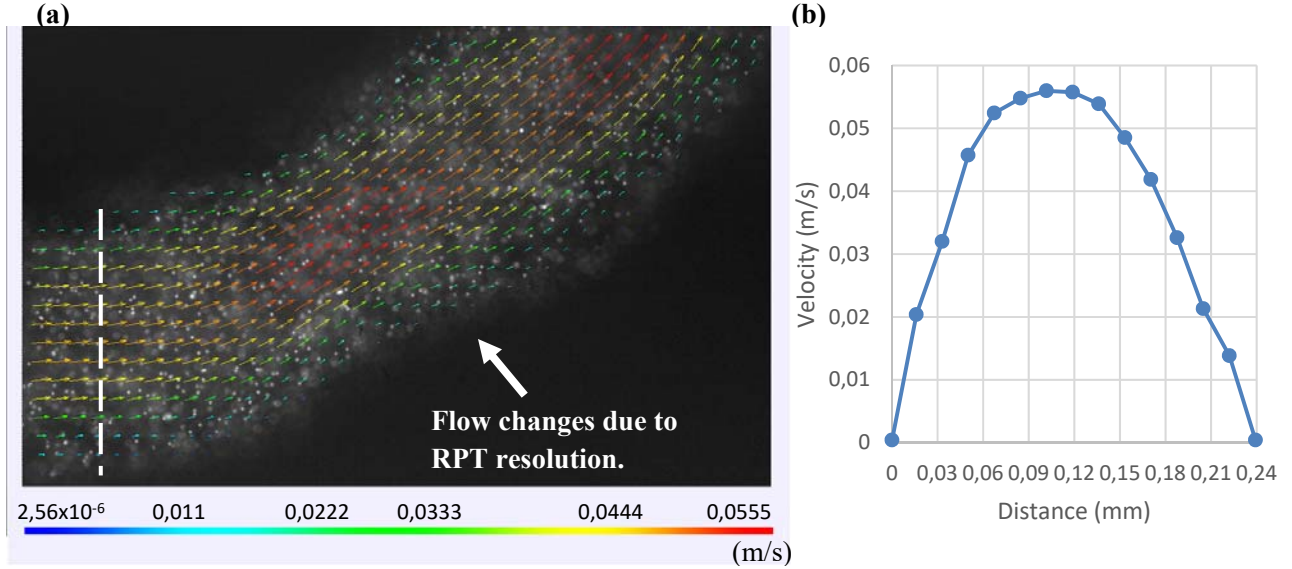 (a)
Flow changes due to
RPT resolution.
2,56x10⁻⁶ 0,011 0,0222 0,0333 0,0444 0,0555
(m/s)
(b)
0,06
0,05
0,04
0,03
0,02
0,01
0
Velocity (m/s)
0 0,03 0,06 0,09 0,12 0,15 0,18 0,21 0,24
Distance (mm)